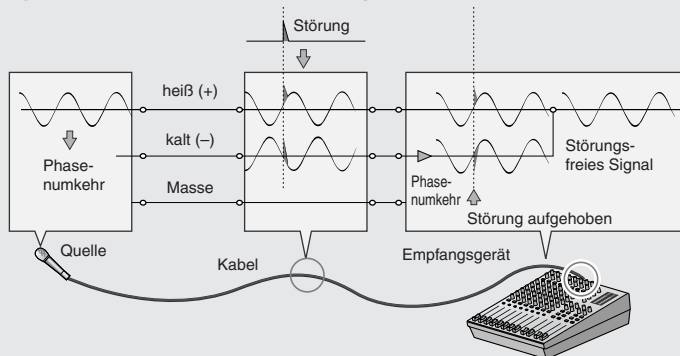 Störung
heiß (+)
kalt (–)
Phase-
numkehr
Masse
Phase-
numkehr
Störungs-
freies Signal
Störung aufgehoben
Quelle
Kabel
Empfangsgerät